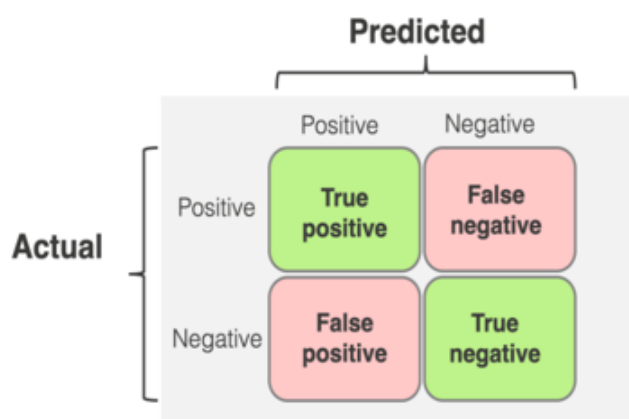 Predicted
Positive Negative
Positive
True
positive
False
negative
Actual
Negative
False
positive
True
negative